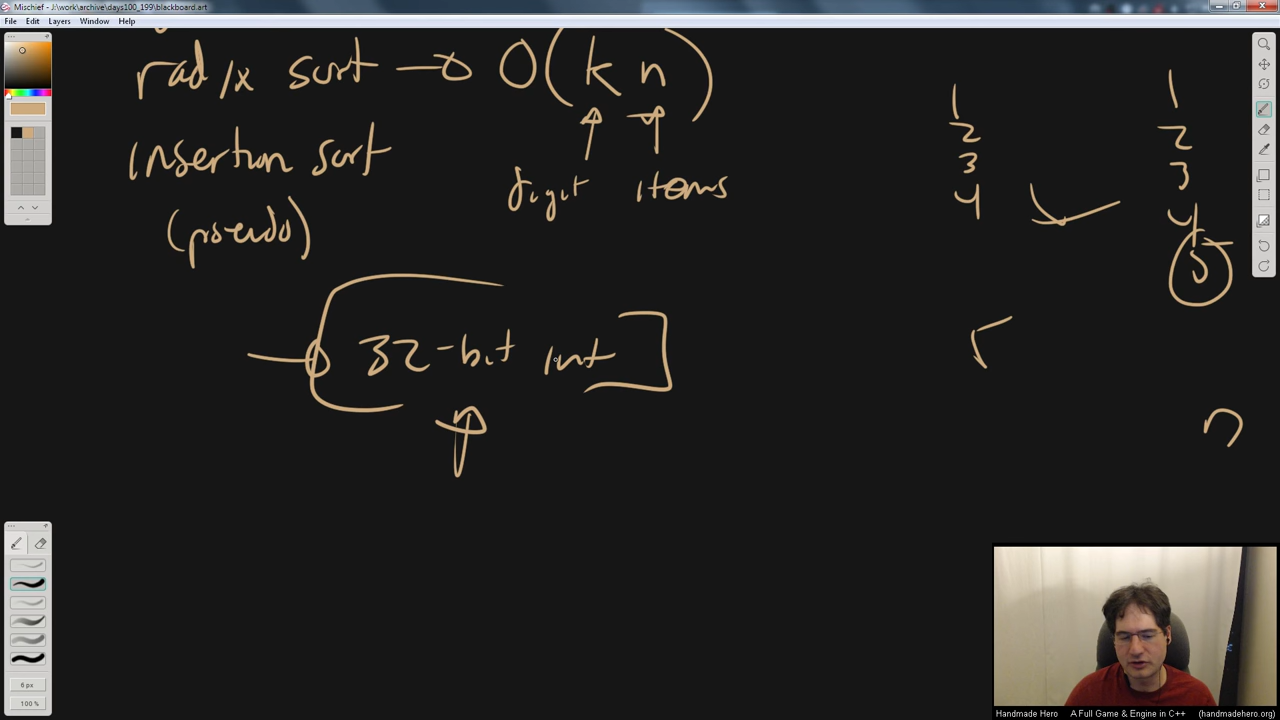 Mischief - J:\work\archive\days100_199\blackboard.art
File Edit Layers Window Help
radix sort → O(kn)
digit items
insertion sort
(pseudo)
32-bit int
1
2
3
4
1
2
3
4
5
n
6 px
100 %
Handmade Hero A Full Game & Engine in C++ (handmadehero.org)